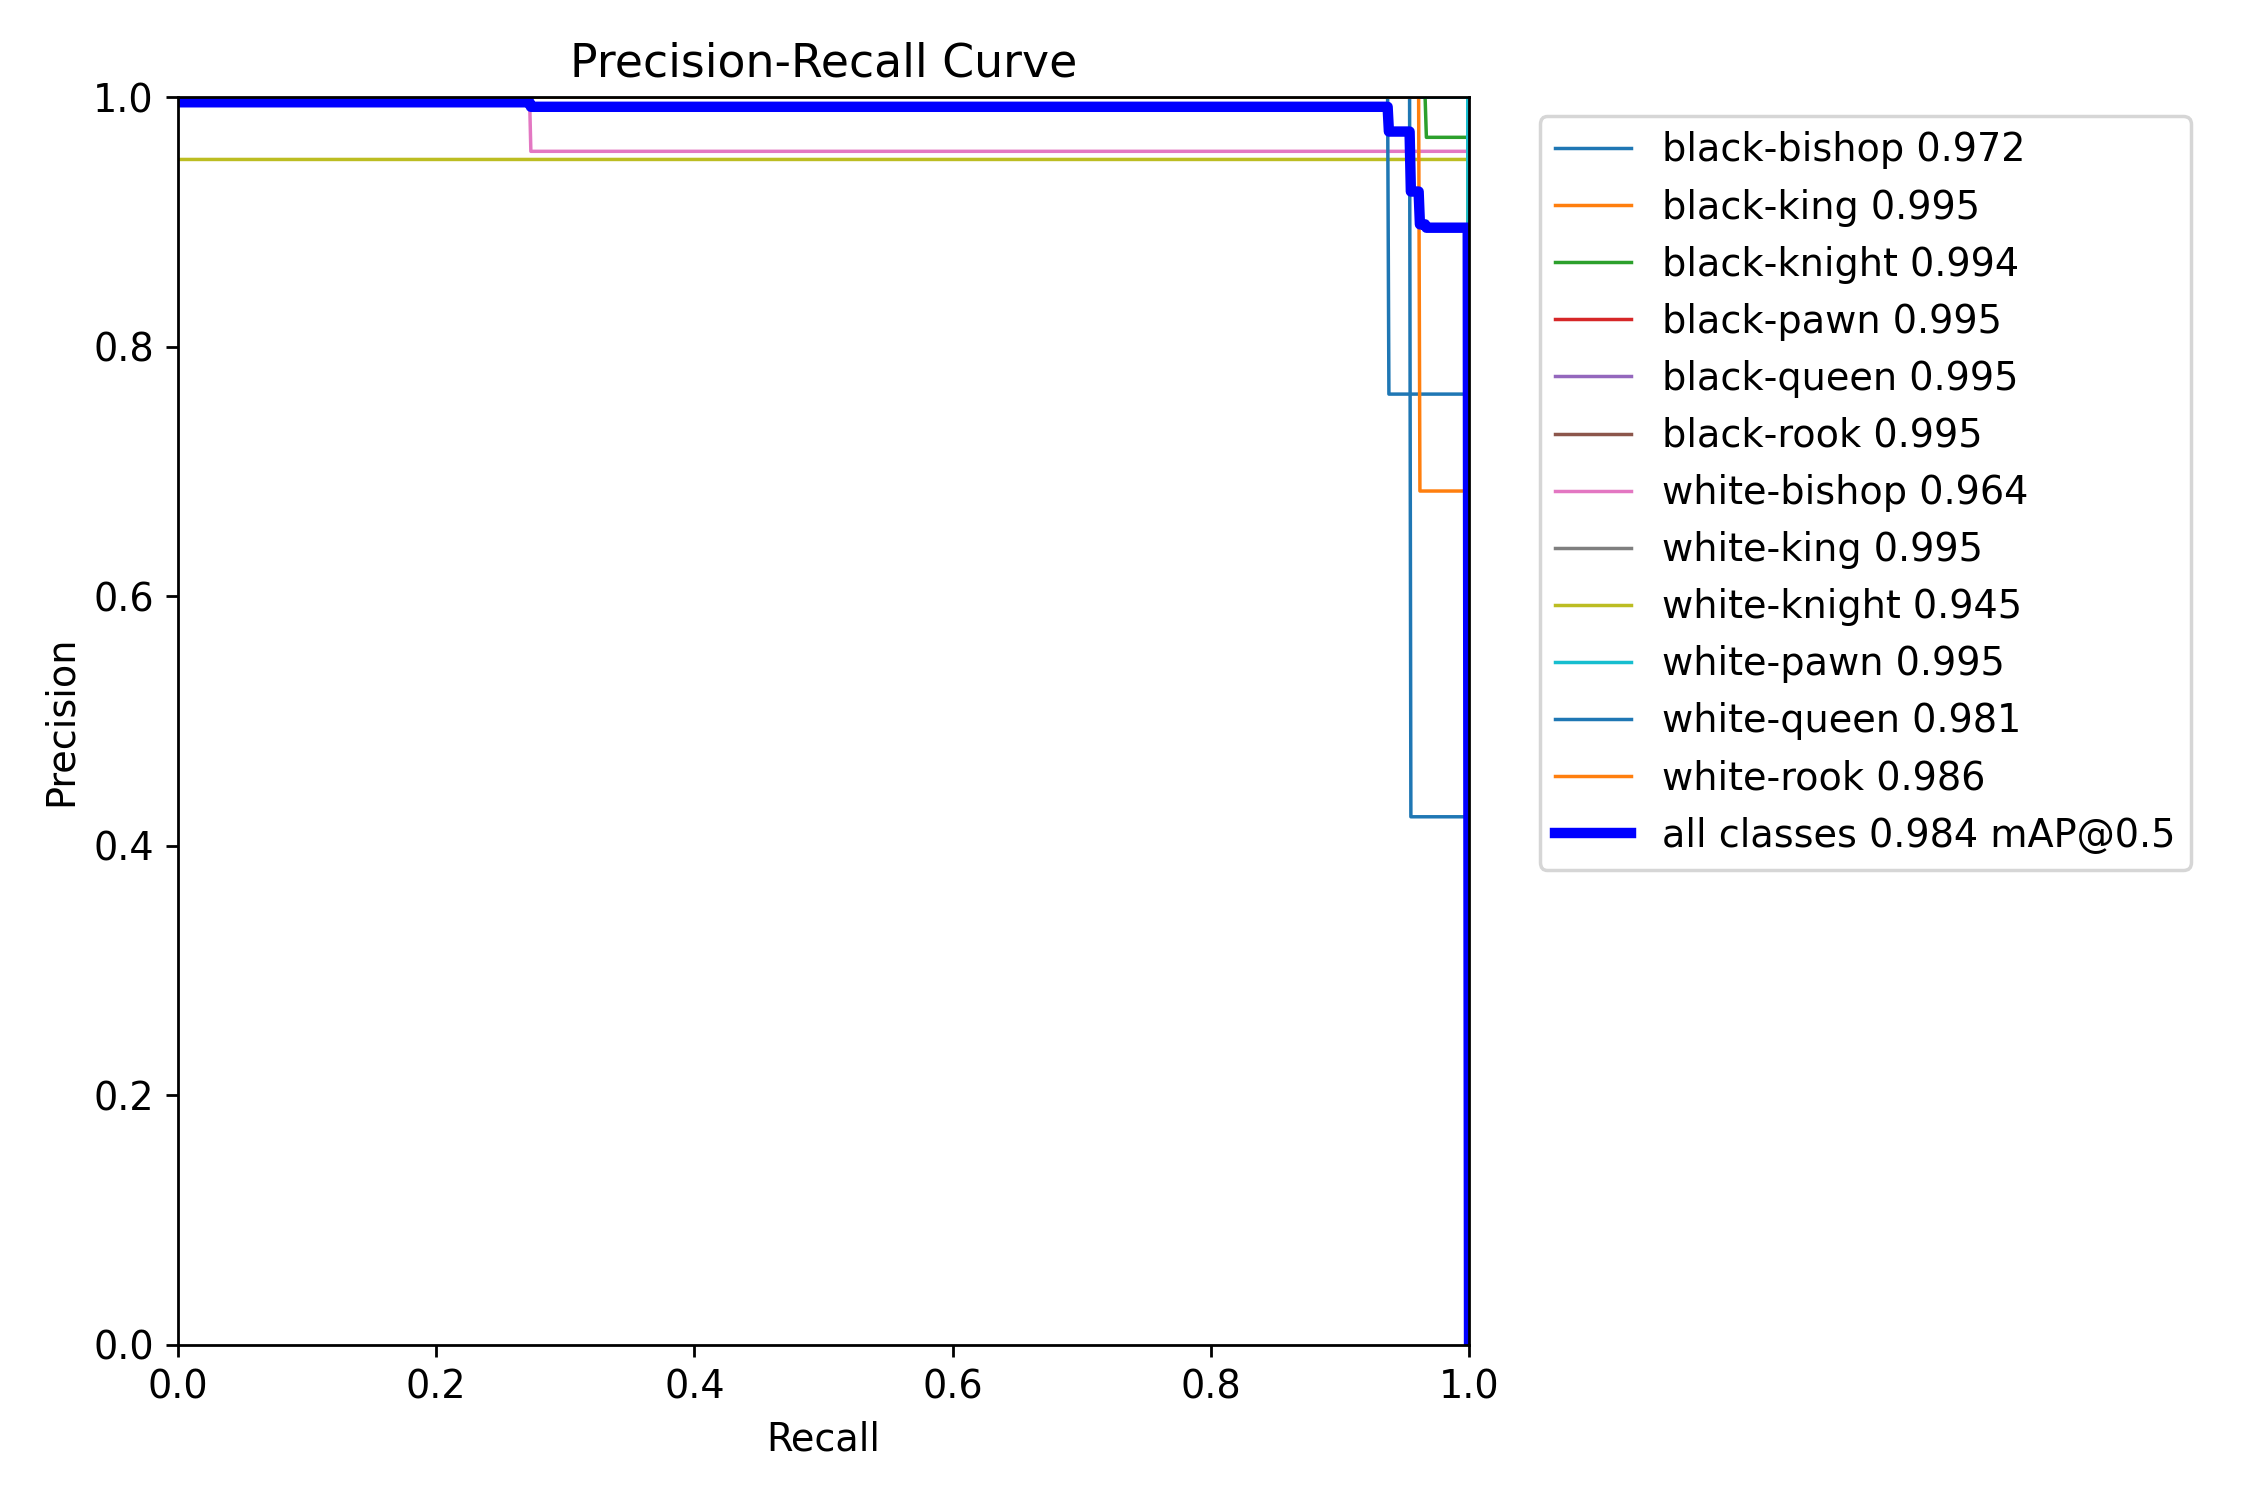 Precision-Recall Curve
1.0
0.8
0.6
0.4
0.2
0.0
Precision
0.0 0.2 0.4 0.6 0.8 1.0
Recall
black-bishop 0.972
black-king 0.995
black-knight 0.994
black-pawn 0.995
black-queen 0.995
black-rook 0.995
white-bishop 0.964
white-king 0.995
white-knight 0.945
white-pawn 0.995
white-queen 0.981
white-rook 0.986
all classes 0.984 mAP@0.5